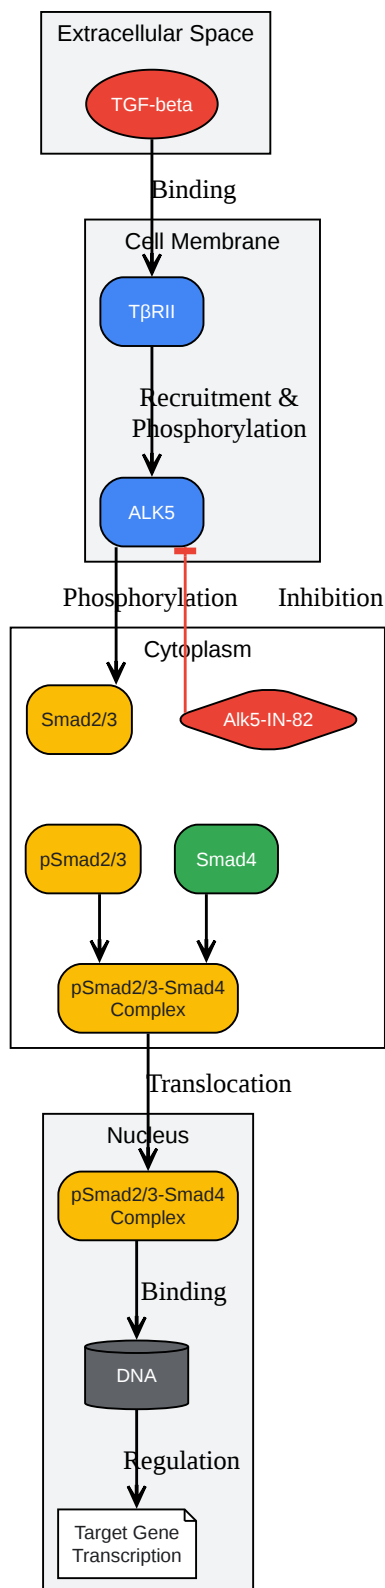 Extracellular Space
TGF-beta
Binding
Cell Membrane
TβRII
Recruitment &
Phosphorylation
ALK5
Phosphorylation
Inhibition
Cytoplasm
Smad2/3
Alk5-IN-82
pSmad2/3
Smad4
pSmad2/3-Smad4
Complex
Translocation
Nucleus
pSmad2/3-Smad4
Complex
Binding
DNA
Regulation
Target Gene
Transcription